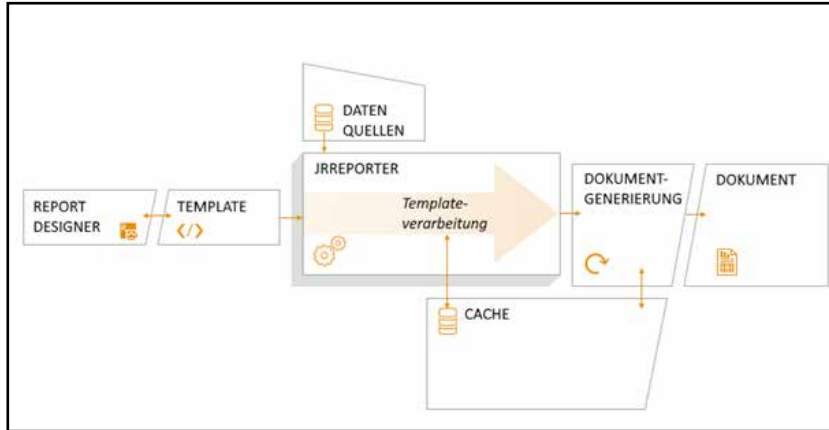 DATEN
QUELLEN
JRREPORTER
Template-
verarbeitung
REPORT
DESIGNER
TEMPLATE
</>
DOKUMENT-
GENERIERUNG
DOKUMENT
CACHE